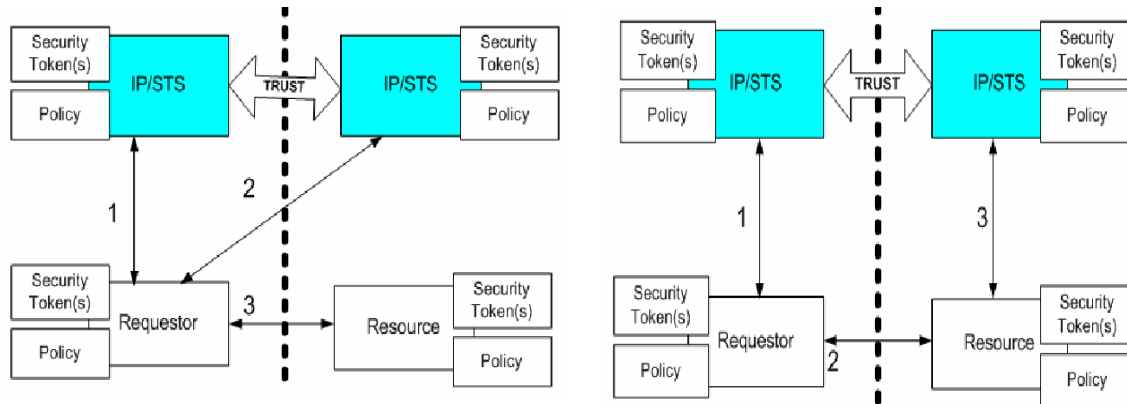 Security
Token(s)
Policy
IP/STS
TRUST
IP/STS
Security
Token(s)
Policy
1
2
Security
Token(s)
Policy
Requestor
3
Resource
Security
Token(s)
Policy
Security
Token(s)
Policy
IP/STS
TRUST
IP/STS
Security
Token(s)
Policy
1
3
Security
Token(s)
Policy
Requestor
2
Resource
Security
Token(s)
Policy